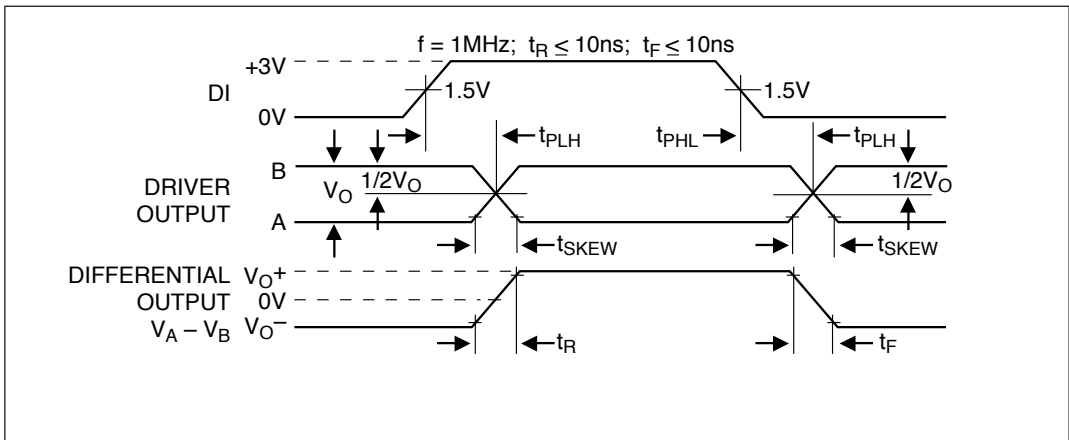 f = 1MHz; tR ≤ 10ns; tF ≤ 10ns
+3V
DI
1.5V
1.5V
0V
tPLH
tPHL
tPLH
B
DRIVER
OUTPUT
VO
1/2VO
1/2VO
A
tSKEW
tSKEW
DIFFERENTIAL
OUTPUT
VA – VB
VO+
0V
VO–
tR
tF